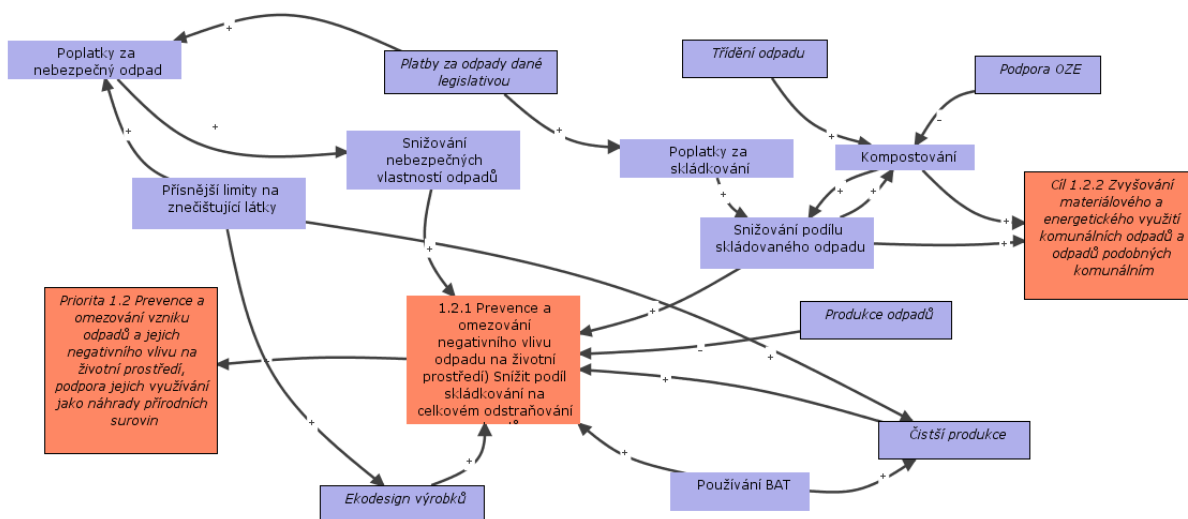 Poplatky za
nebezpečný odpad
Platby za odpady dané
legislativou
Třídění odpadu
Podpora OZE
Snižování
nebezpečných
vlastností odpadů
Poplatky za
skládkování
Kompostování
Přísnější limity na
znečištující látky
Snižování podílu
skládovaného odpadu
Cíl 1.2.2 Zvyšování
materiálového a
energetického využití
komunálních odpadů a
odpadů podobných
komunálním
Priorita 1.2 Prevence a
omezování vzniku
odpadů a jejich
negativního vlivu na
životní prostředí,
podpora jejich využívání
jako náhrady přírodních
surovin
1.2.1 Prevence a
omezování
negativního vlivu
odpadu na životní
prostředí) Snížit podíl
skládkování na
celkovém odstraňování
Produkce odpadů
Čistší produkce
Používání BAT
Ekodesign výrobků